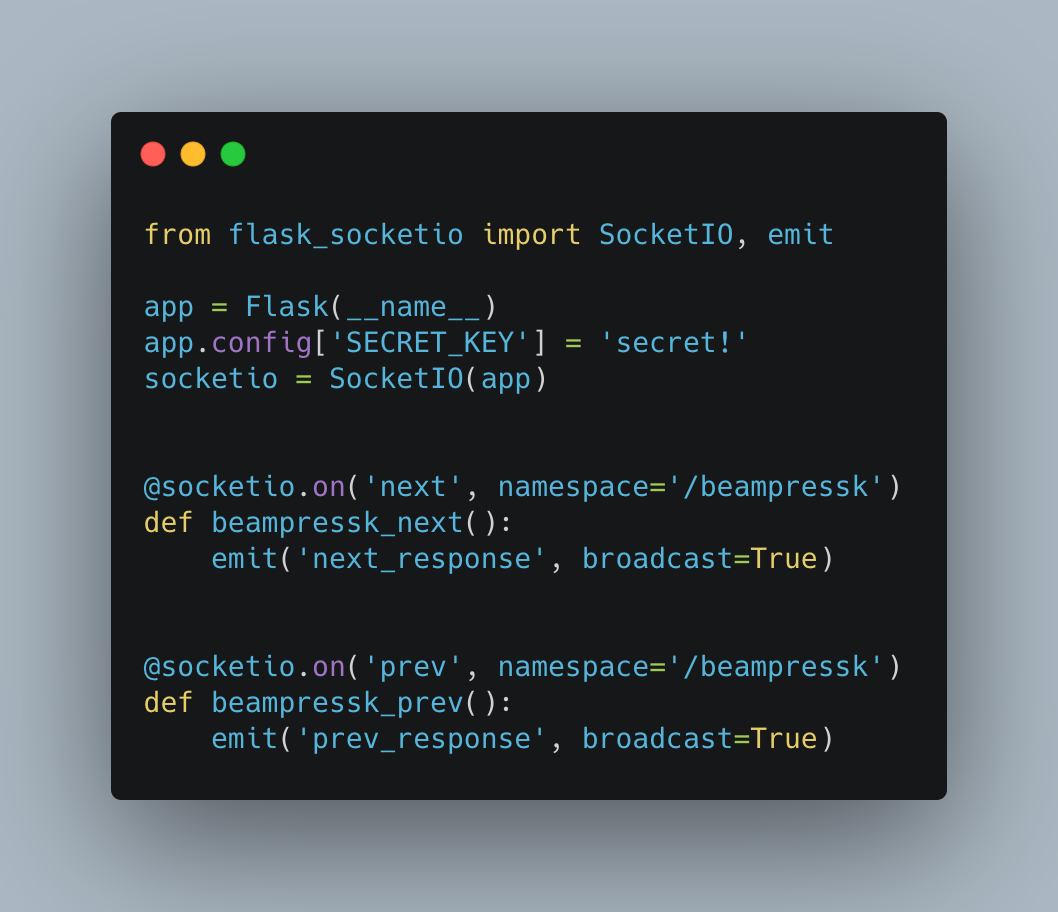 from flask_socketio import SocketIO, emit

app = Flask(__name__)
app.config['SECRET_KEY'] = 'secret!'
socketio = SocketIO(app)


@socketio.on('next', namespace='/beampressk')
def beampressk_next():
    emit('next_response', broadcast=True)


@socketio.on('prev', namespace='/beampressk')
def beampressk_prev():
    emit('prev_response', broadcast=True)